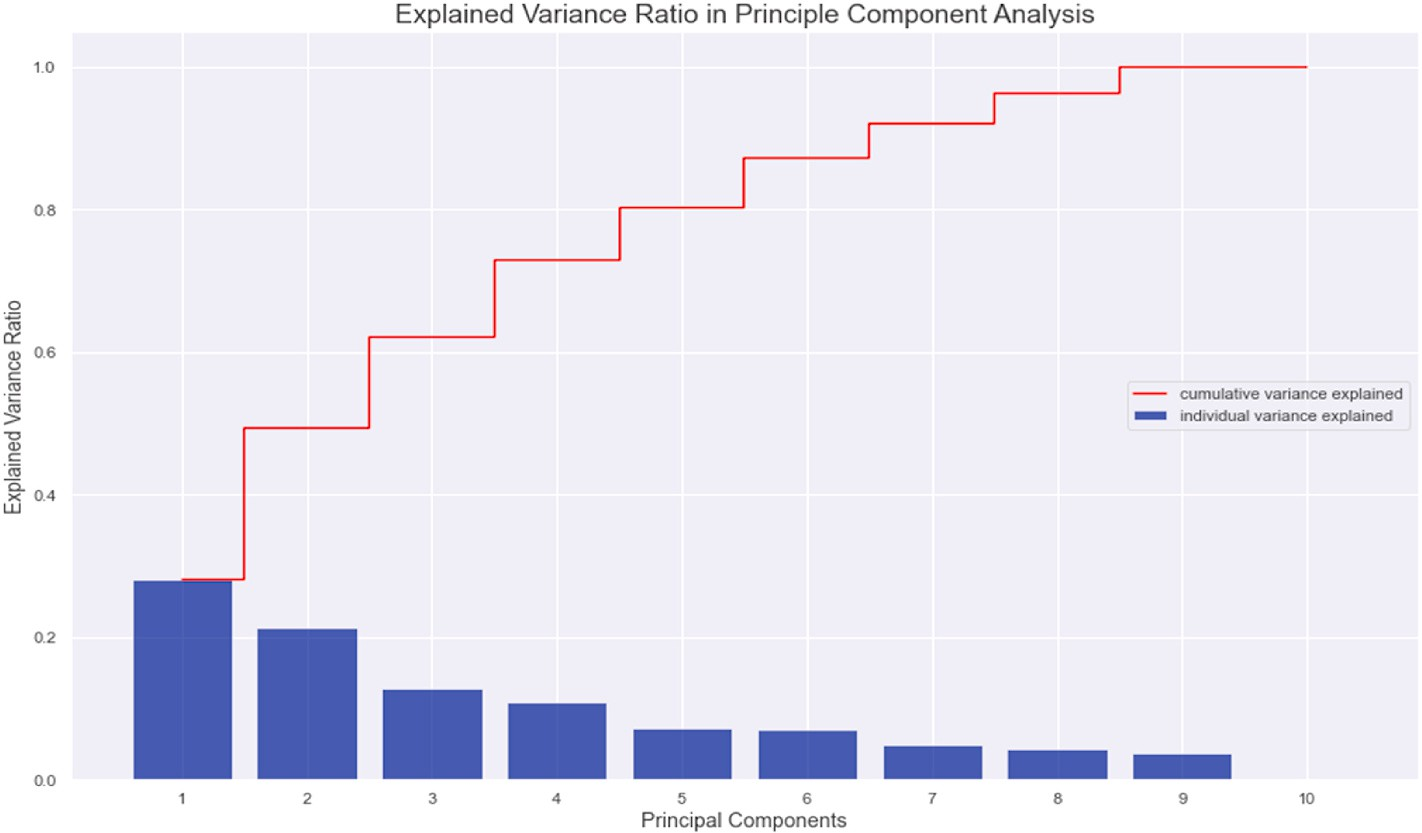 Explained Variance Ratio in Principle Component Analysis
Explained Variance Ratio
1.0
0.8
0.6
0.4
0.2
0.0
cumulative variance explained
individual variance explained
1 2 3 4 5 6 7 8 9 10
Principal Components